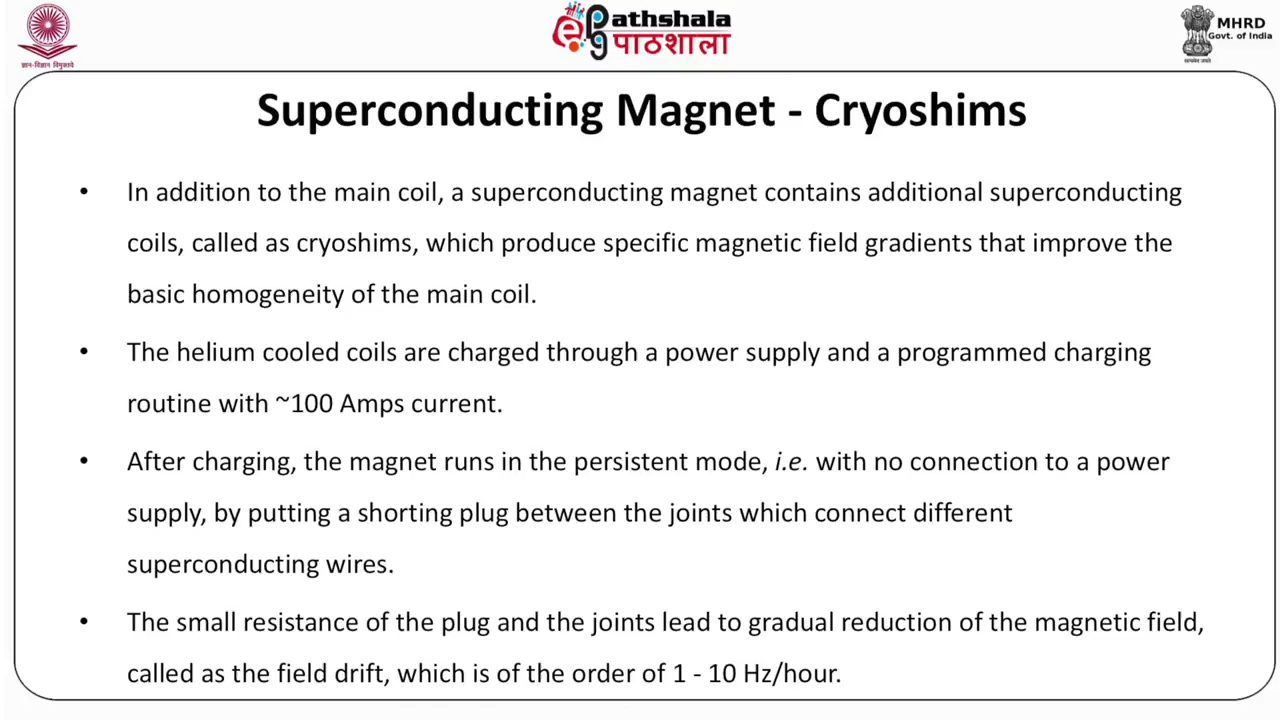 ज्ञान-विज्ञान विमुक्तये
Pathshala
पाठशाला
MHRD
Govt. of India
सत्यमेव जयते
Superconducting Magnet - Cryoshims
• In addition to the main coil, a superconducting magnet contains additional superconducting
coils, called as cryoshims, which produce specific magnetic field gradients that improve the
basic homogeneity of the main coil.
• The helium cooled coils are charged through a power supply and a programmed charging
routine with ~100 Amps current.
• After charging, the magnet runs in the persistent mode, i.e. with no connection to a power
supply, by putting a shorting plug between the joints which connect different
superconducting wires.
• The small resistance of the plug and the joints lead to gradual reduction of the magnetic field,
called as the field drift, which is of the order of 1 - 10 Hz/hour.